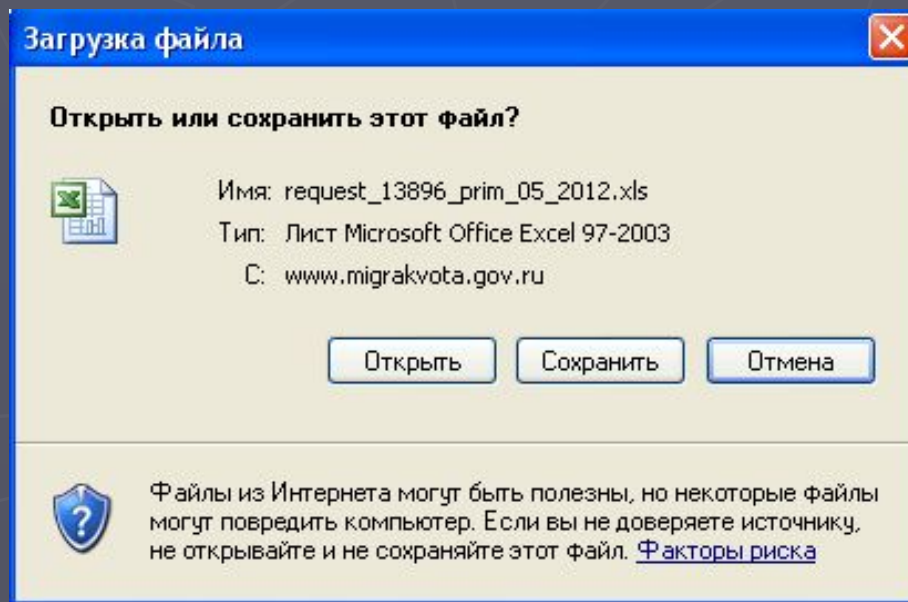 Загрузка файла
Открыть или сохранить этот файл?
Имя: request_13896_prim_05_2012.xls
Тип: Лист Microsoft Office Excel 97-2003
С: www.migrakvota.gov.ru
Открыть Сохранить Отмена
Файлы из Интернета могут быть полезны, но некоторые файлы
могут повредить компьютер. Если вы не доверяете источнику,
не открывайте и не сохраняйте этот файл. Факторы риска